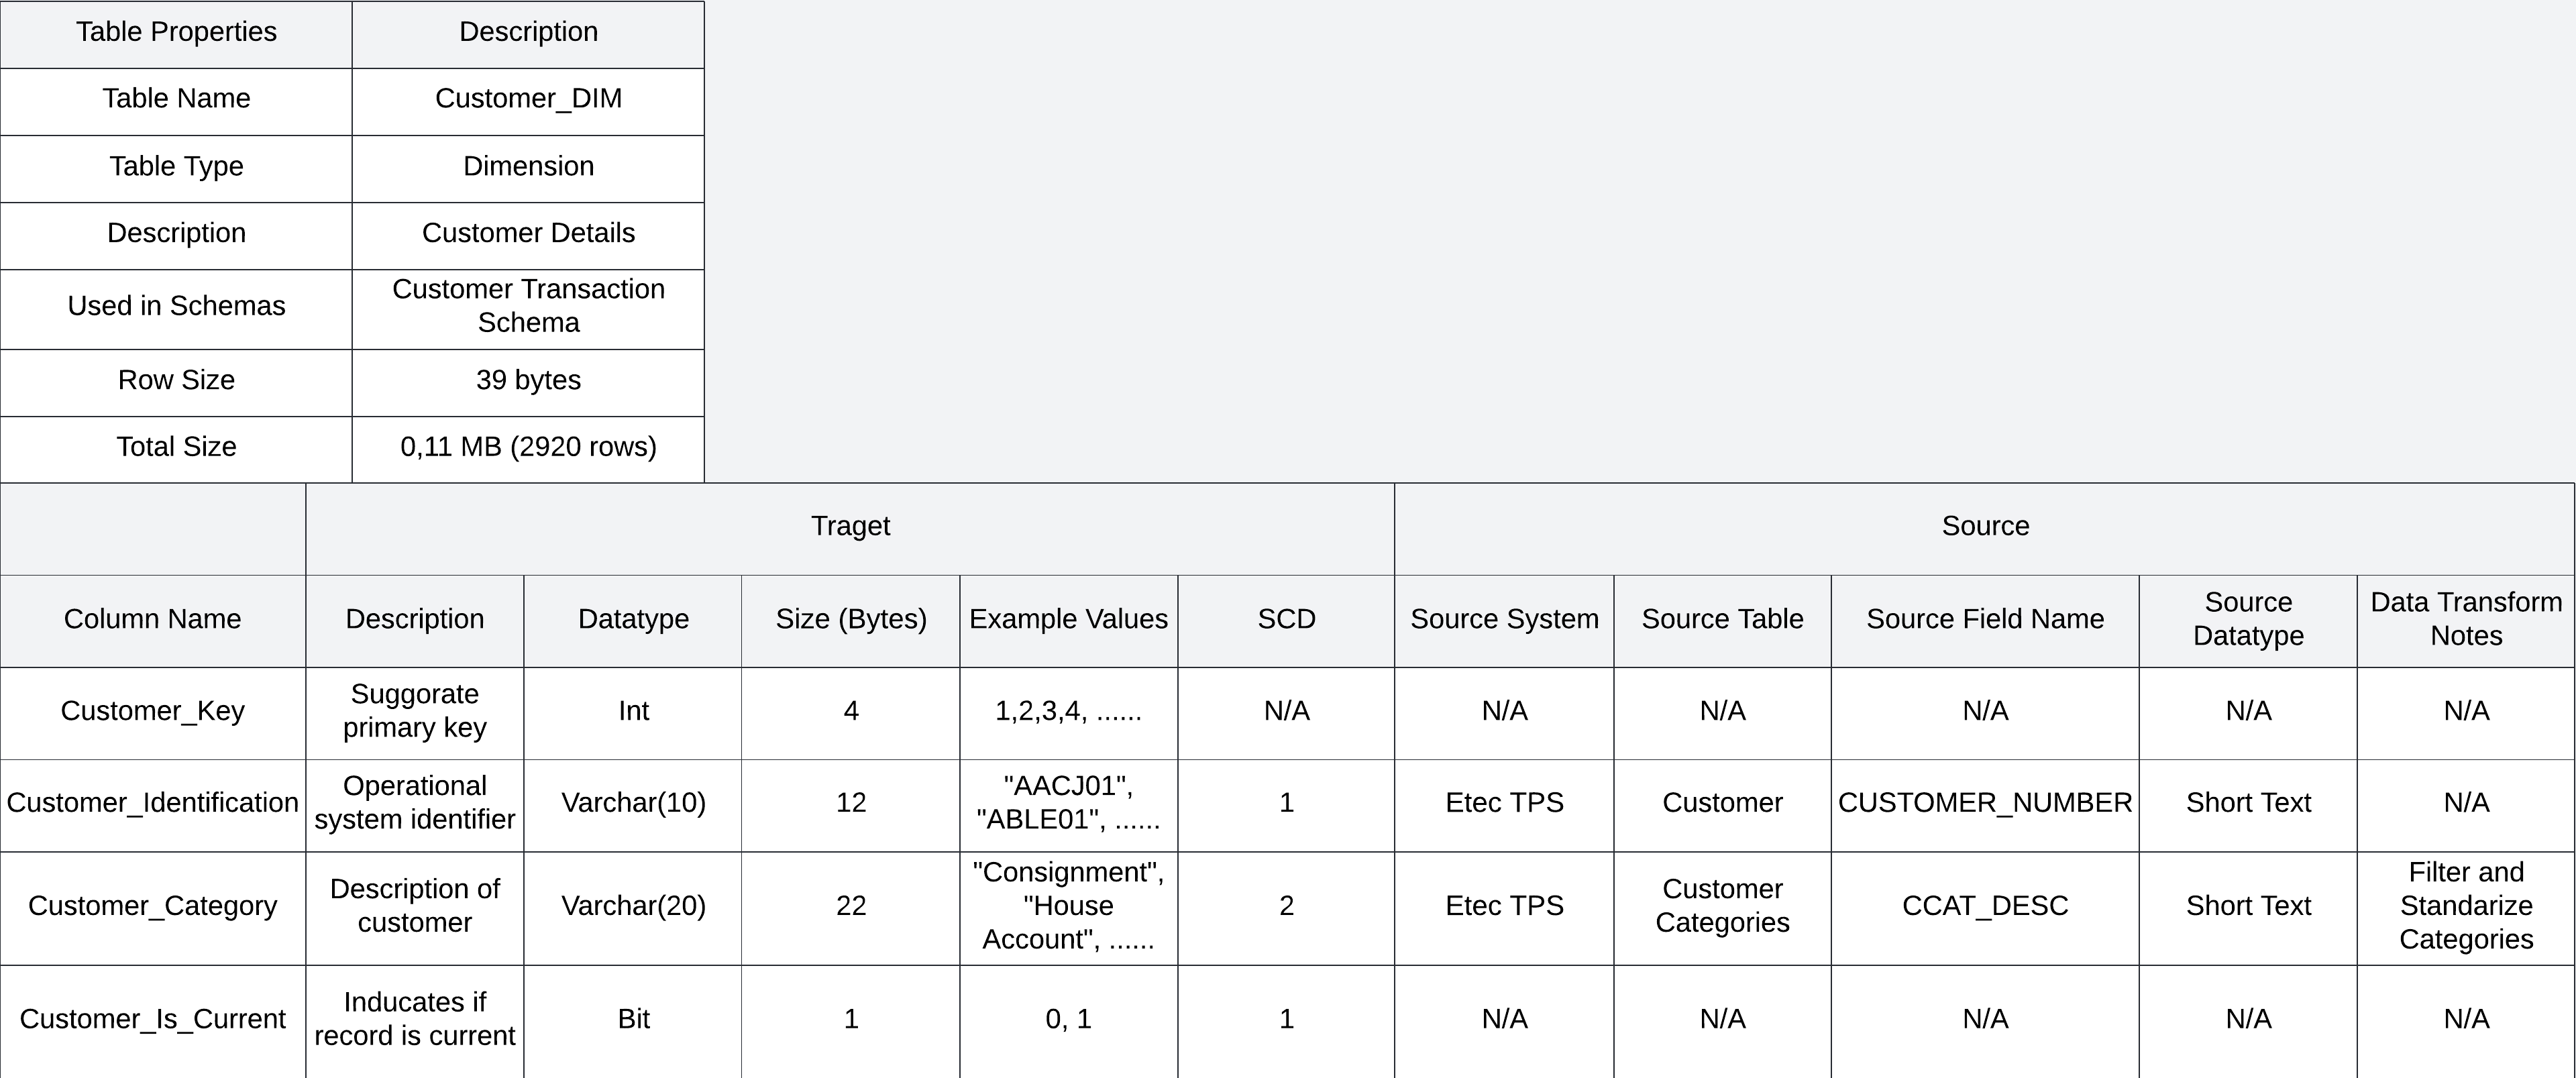 Table Properties Description
Table Name Customer_DIM
Table Type Dimension
Description Customer Details
Used in Schemas Customer Transaction
Schema
Row Size 39 bytes
Total Size 0,11 MB (2920 rows)
Traget Source
Column Name Description Datatype Size (Bytes) Example Values SCD Source System Source Table Source Field Name Source
Datatype Data Transform
Notes
Customer_Key Suggorate
primary key Int 4 1,2,3,4, ...... N/A N/A N/A N/A N/A N/A
Customer_Identification Operational
system identifier Varchar(10) 12 "AACJ01",
"ABLE01", ...... 1 Etec TPS Customer CUSTOMER_NUMBER Short Text N/A
Customer_Category Description of
customer Varchar(20) 22 "Consignment",
"House
Account", ...... 2 Etec TPS Customer
Categories CCAT_DESC Short Text Filter and
Standarize
Categories
Customer_Is_Current Inducates if
record is current Bit 1 0, 1 1 N/A N/A N/A N/A N/A